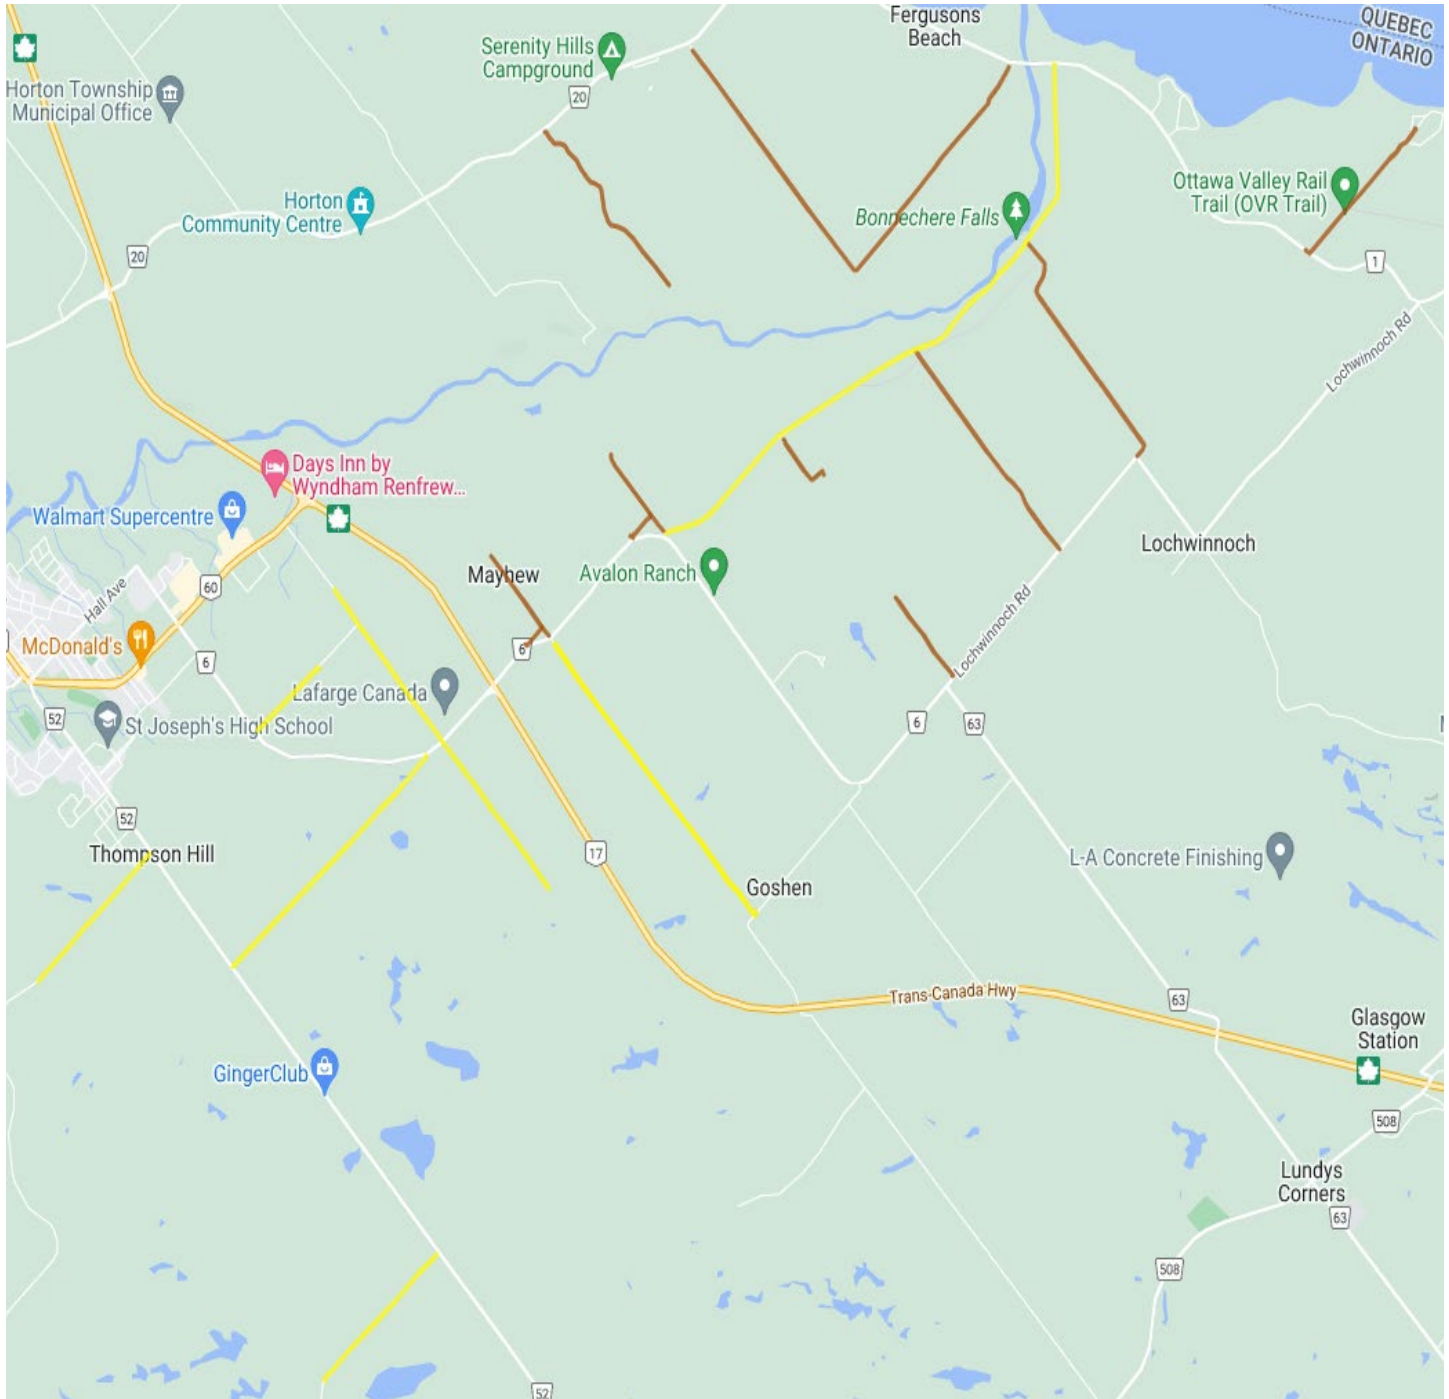 Fergusons
Beach
QUEBEC
ONTARIO
Serenity Hills
Campground
20
Horton Township
Municipal Office
Ottawa Valley Rail
Trail (OVR Trail)
Horton
Community Centre
Bonnechere Falls
20
1
Lochwinnoch Rd
Days Inn by
Wyndham Renfrew...
Walmart Supercentre
Lochwinnoch
Mayhew
Avalon Ranch
60
Hall Ave
McDonald's
6
6
Lochwinnoch Rd
Lafarge Canada
52
St Joseph's High School
6
63
52
Thompson Hill
17
L-A Concrete Finishing
Goshen
Trans-Canada Hwy
63
Glasgow
Station
GingerClub
508
Lundys
Corners
63
508
52